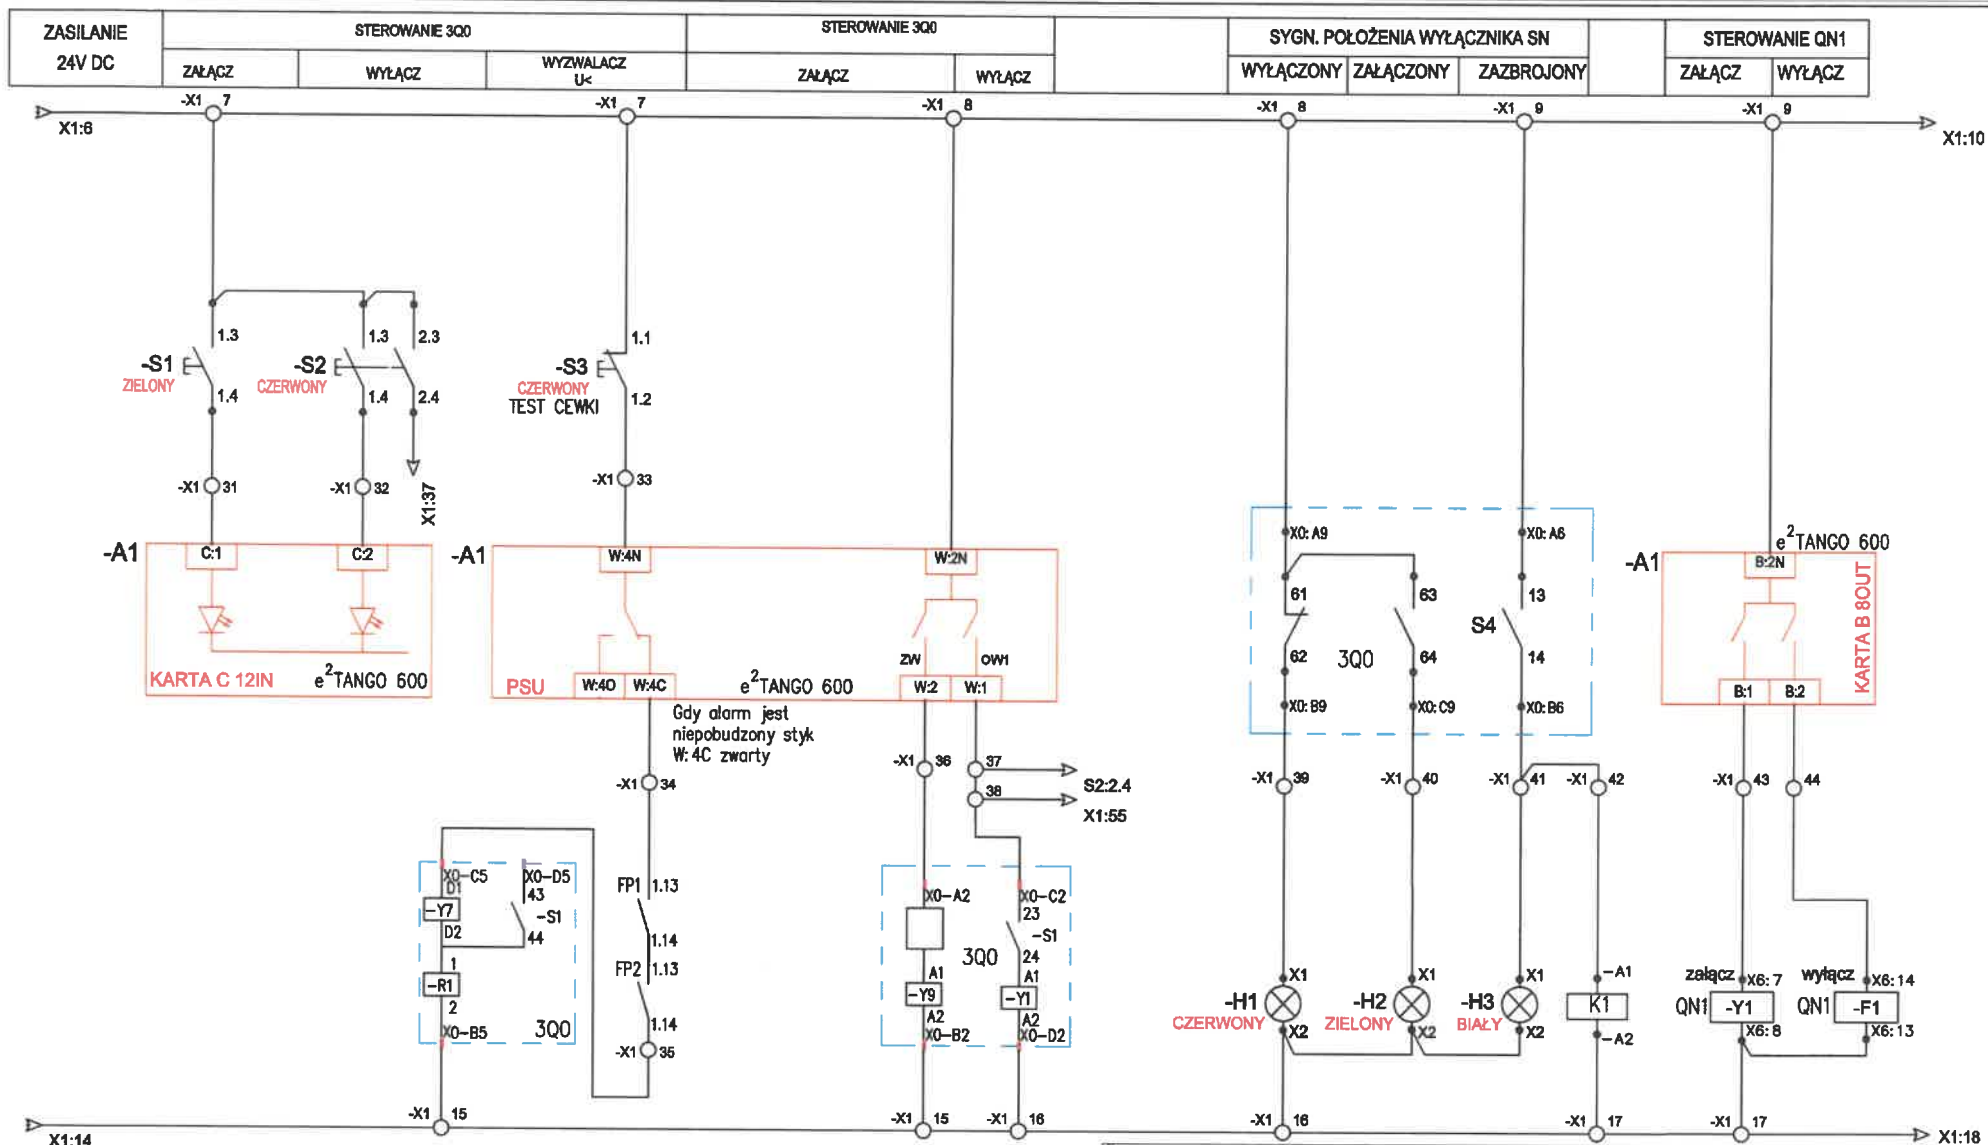 ZASILANIE
24V DC
STEROWANIE 3Q0
ZAŁĄCZ
WYŁĄCZ
WYZWALACZ
U<
STEROWANIE 3Q0
ZAŁĄCZ
WYŁĄCZ
SYGN. POŁOŻENIA WYŁĄCZNIKA SN
WYŁĄCZONY
ZAŁĄCZONY
ZAZBROJONY
STEROWANIE QN1
ZAŁĄCZ
WYŁĄCZ
-X1 7
-X1 7
-X1 8
-X1 8
-X1 9
-X1 9
X1:6
X1:10
1.3
1.3
2.3
-S1
ZIELONY
1.4
-S2
CZERWONY
1.4
2.4
1.1
-S3
CZERWONY
TEST CEWKI
1.2
-X1 31
-X1 32
X1:37
-X1 33
-A1
C:1
C:2
KARTA C 12IN
e²TANGO 600
-A1
W:4N
W:2N
ZW
OW1
PSU
W:4O
W:4C
e²TANGO 600
W:2
W:1
Gdy alarm jest
niepobudzony styk
W:4C zwarty
X0:A9
X0:A6
61
63
13
S4
62
3Q0
64
14
X0:B9
X0:C9
X0:B6
e²TANGO 600
-A1
B:2N
KARTA B 8OUT
B:1
B:2
-X1 34
-X1 36
37
S2:2.4
38
X1:55
-X1 39
-X1 40
-X1 41
-X1 42
-X1 43
44
X0-C5
D1
X0-D5
43
-Y7
-S1
D2
44
1
-R1
2
X0-B5
3Q0
FP1
1.13
1.14
FP2
1.13
1.14
-X1 35
X0-A2
X0-C2
23
-S1
3Q0
24
A1
A1
-Y9
-Y1
A2
A2
X0-B2
X0-D2
X1
X1
X1
-A1
-H1
CZERWONY
-H2
ZIELONY
-H3
BIAŁY
K1
X2
X2
X2
-A2
załącz
X6:7
wyłącz
X6:14
QN1
-Y1
QN1
-F1
X6:8
X6:13
-X1 15
-X1 15
-X1 16
-X1 16
-X1 17
-X1 17
X1:14
X1:18